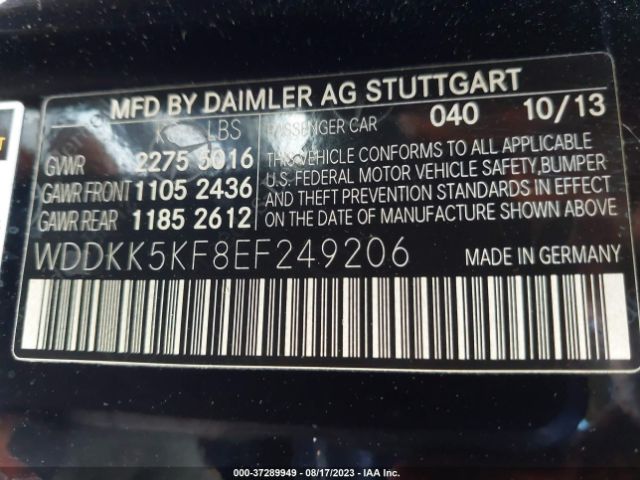 MFD BY DAIMLER AG STUTTGART
LBS
PASSENGER CAR 040 10/13
GVWR 2275 5016
GAWR FRONT 1105 2436
GAWR REAR 1185 2612
THIS VEHICLE CONFORMS TO ALL APPLICABLE
U.S. FEDERAL MOTOR VEHICLE SAFETY, BUMPER
AND THEFT PREVENTION STANDARDS IN EFFECT
ON THE DATE OF MANUFACTURE SHOWN ABOVE.
WDDKK5KF8EF249206
MADE IN GERMANY
000-37289949 - 08/17/2023 - IAA Inc.